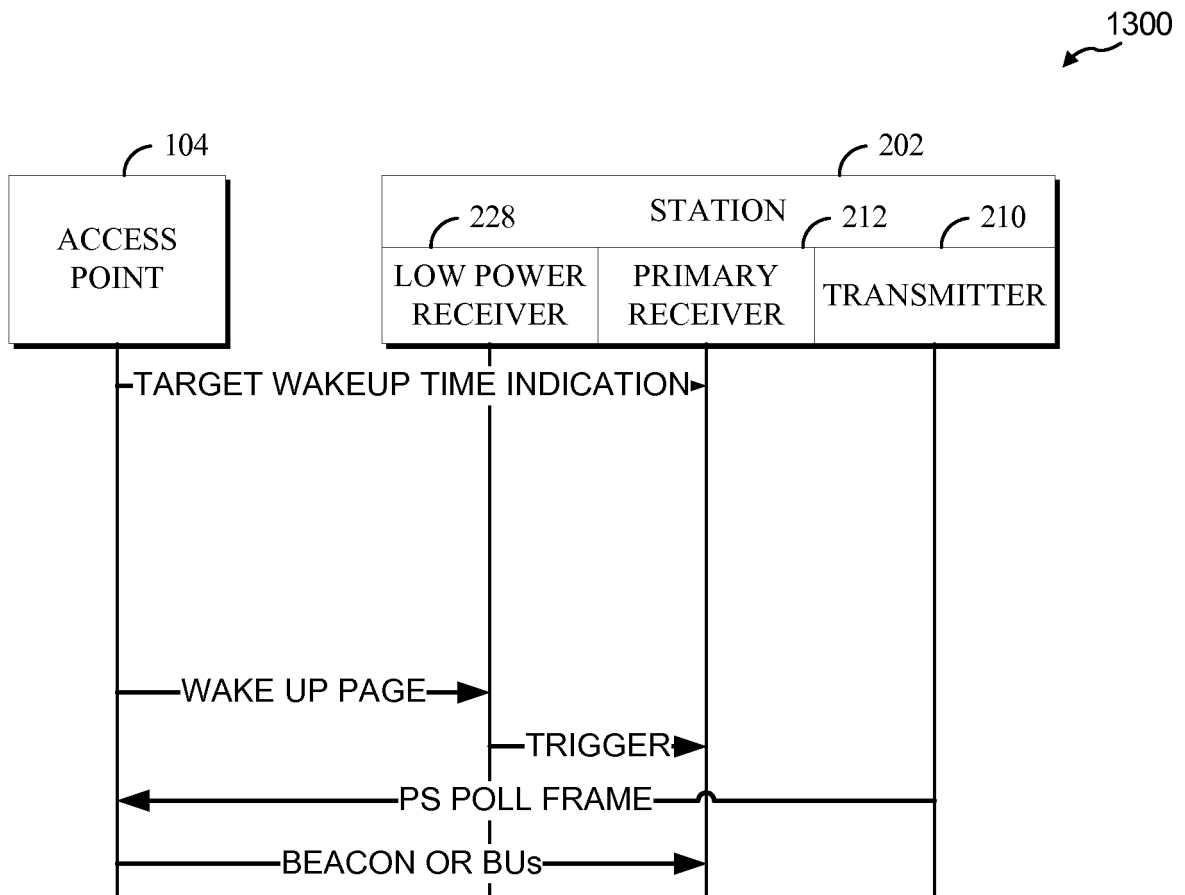 1300
104
202
ACCESS
POINT
STATION
228
212
210
LOW POWER
RECEIVER
PRIMARY
RECEIVER
TRANSMITTER
TARGET WAKEUP TIME INDICATION
WAKE UP PAGE
TRIGGER
PS POLL FRAME
BEACON OR BUs